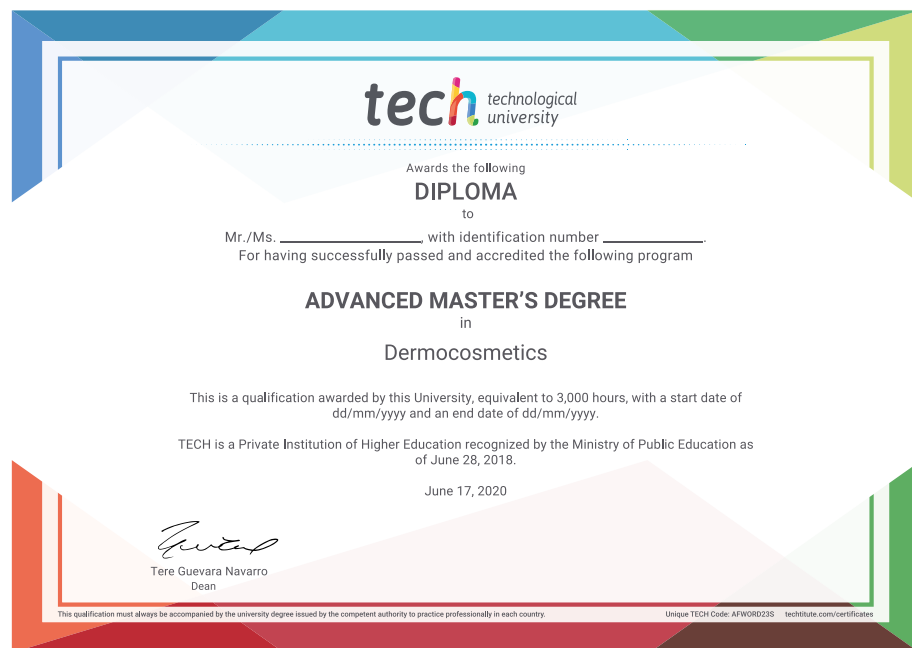 tech technological
university
Awards the following
DIPLOMA
to
Mr./Ms. ____________________, with identification number ______________.
For having successfully passed and accredited the following program
ADVANCED MASTER'S DEGREE
in
Dermocosmetics
This is a qualification awarded by this University, equivalent to 3,000 hours, with a start date of
dd/mm/yyyy and an end date of dd/mm/yyyy.
TECH is a Private Institution of Higher Education recognized by the Ministry of Public Education as
of June 28, 2018.
June 17, 2020
Tere Guevara Navarro
Dean
This qualification must always be accompanied by the university degree issued by the competent authority to practice professionally in each country. Unique TECH Code: AFWORD23S techtitute.com/certificates